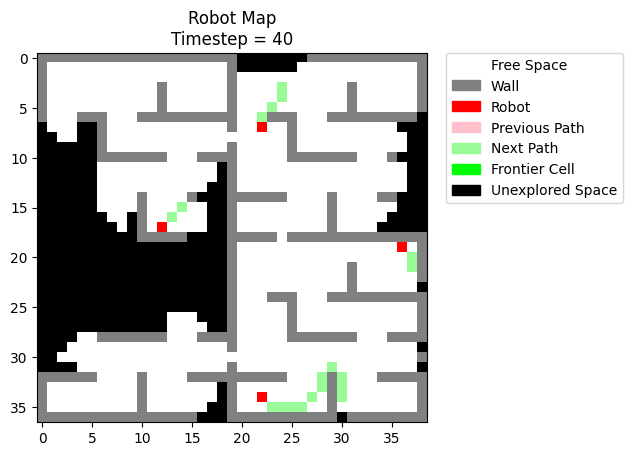 Robot Map
Timestep = 40
Free Space
Wall
Robot
Previous Path
Next Path
Frontier Cell
Unexplored Space
0
5
10
15
20
25
30
35
0 5 10 15 20 25 30 35